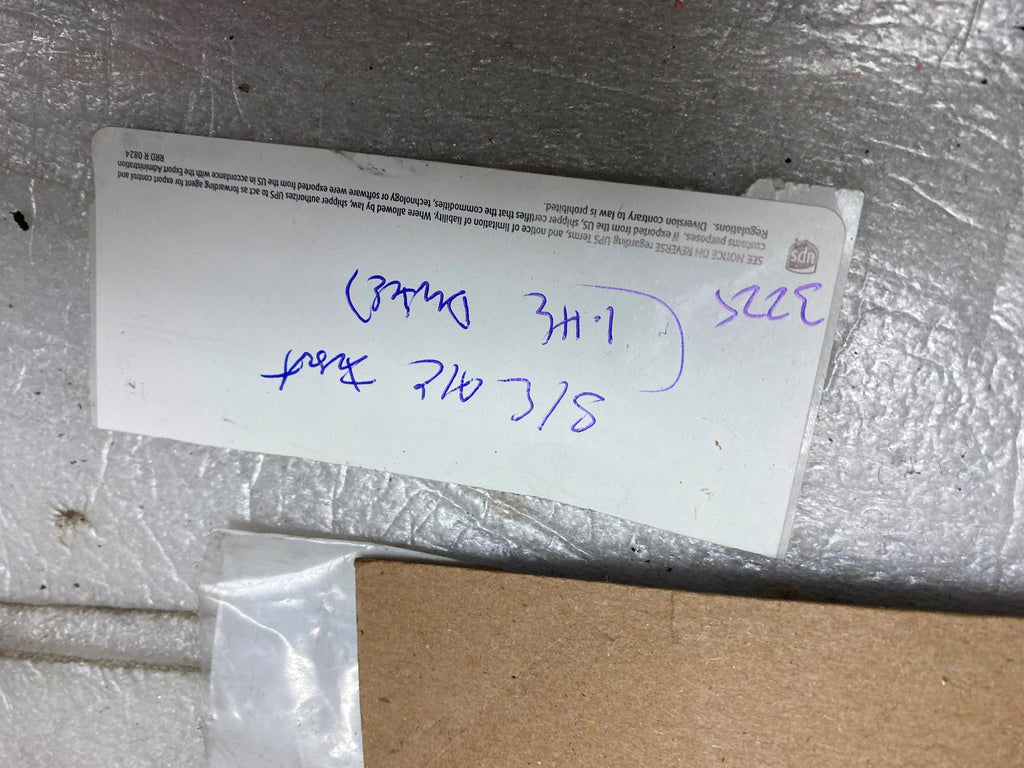 3225
SEE NOTICE ON REVERSE regarding UPS Terms, and notice of limitation of liability. Where allowed by law, shipper authorizes UPS to act as forwarding agent for export control and
customs purposes. If exported from the US, shipper certifies that the commodities, technology or software were exported from the US in accordance with the Export Administration
Regulations. Diversion contrary to law is prohibited.
RRD R 0824
ups